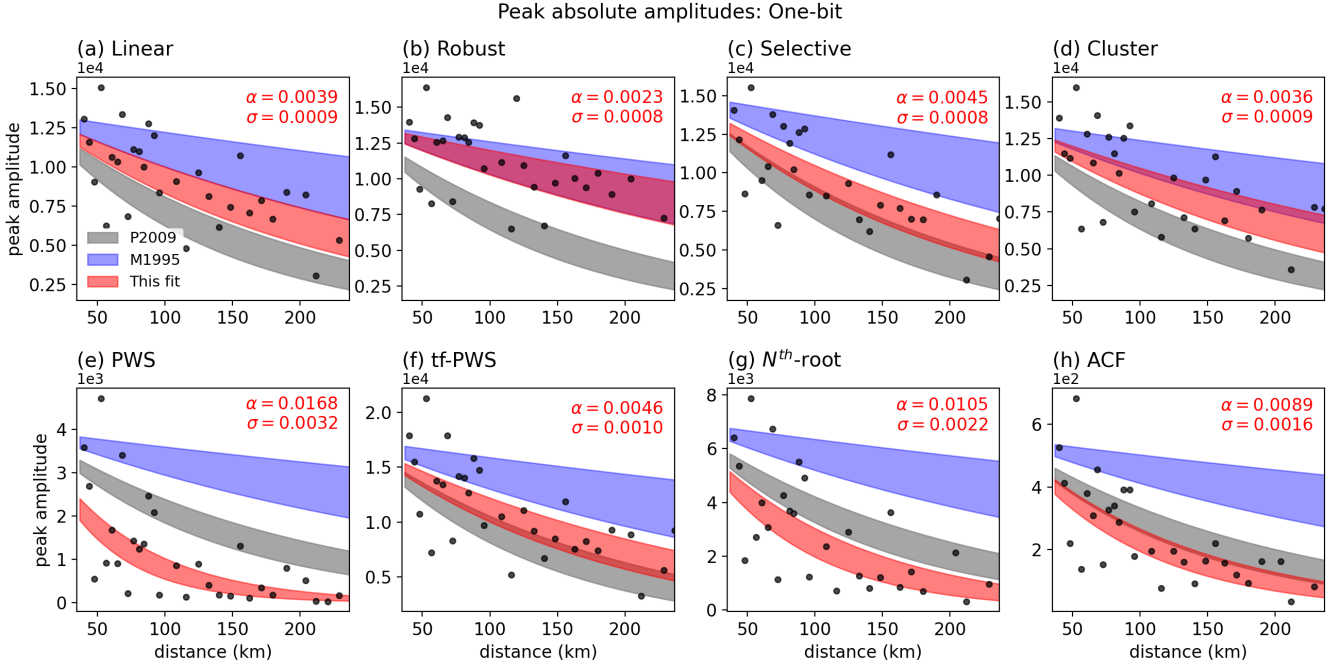 Peak absolute amplitudes: One-bit
(a) Linear
1e4
α = 0.0039
σ = 0.0009
1.50
1.25
1.00
0.75
0.50
0.25
peak amplitude
P2009
M1995
This fit
50 100 150 200
(b) Robust
1e4
α = 0.0023
σ = 0.0008
1.50
1.25
1.00
0.75
0.50
0.25
50 100 150 200
(c) Selective
1e4
α = 0.0045
σ = 0.0008
1.50
1.25
1.00
0.75
0.50
0.25
50 100 150 200
(d) Cluster
1e4
α = 0.0036
σ = 0.0009
1.50
1.25
1.00
0.75
0.50
0.25
50 100 150 200
(e) PWS
1e3
α = 0.0168
σ = 0.0032
4
3
2
1
0
peak amplitude
50 100 150 200
distance (km)
(f) tf-PWS
1e4
α = 0.0046
σ = 0.0010
2.0
1.5
1.0
0.5
50 100 150 200
distance (km)
(g) Nᵗʰ-root
1e3
α = 0.0105
σ = 0.0022
8
6
4
2
0
50 100 150 200
distance (km)
(h) ACF
1e2
α = 0.0089
σ = 0.0016
6
4
2
50 100 150 200
distance (km)